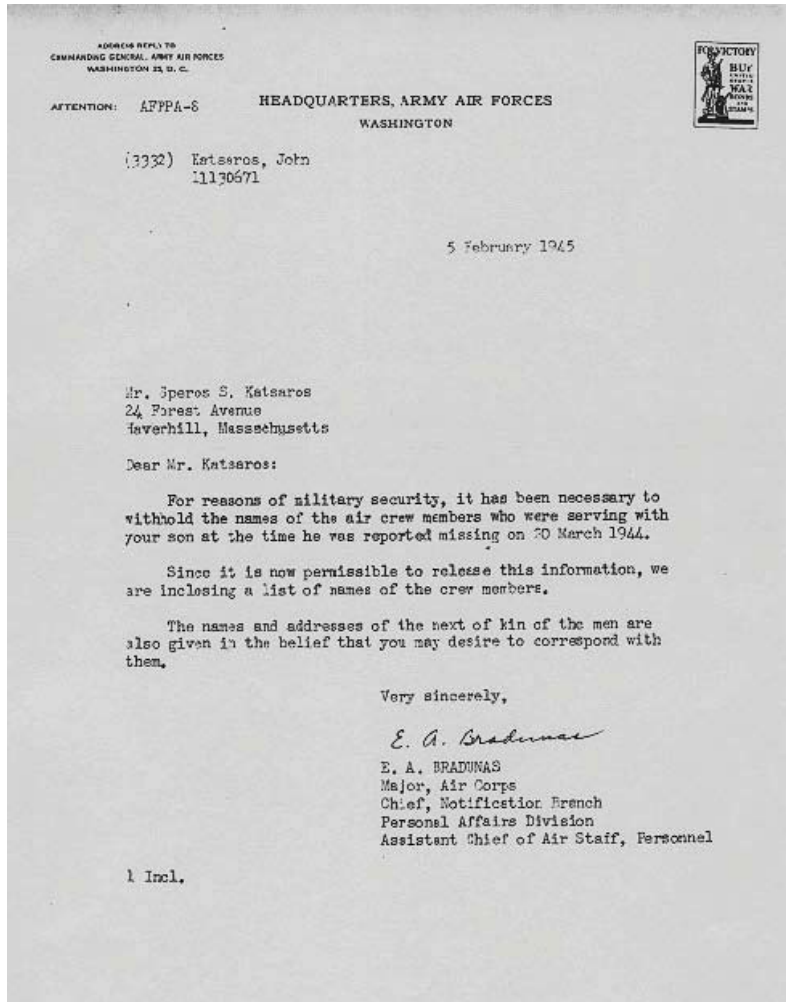 ADDRESS REPLY TO
COMMANDING GENERAL, ARMY AIR FORCES
WASHINGTON 25, D. C.
ATTENTION: AFPPA-8
HEADQUARTERS, ARMY AIR FORCES
WASHINGTON
FOR VICTORY
BUY
UNITED
STATES
WAR
BONDS
AND
STAMPS
(3332) Katsaros, John
11130671
5 February 1945
Mr. Speros S. Katsaros
24 Forest Avenue
Haverhill, Massachusetts
Dear Mr. Katsaros:
For reasons of military security, it has been necessary to
withhold the names of the air crew members who were serving with
your son at the time he was reported missing on 20 March 1944.
Since it is now permissible to release this information, we
are inclosing a list of names of the crew members.
The names and addresses of the next of kin of the men are
also given in the belief that you may desire to correspond with
them.
Very sincerely,
E. A. Bradunas
E. A. BRADUNAS
Major, Air Corps
Chief, Notification Branch
Personal Affairs Division
Assistant Chief of Air Staff, Personnel
1 Incl.